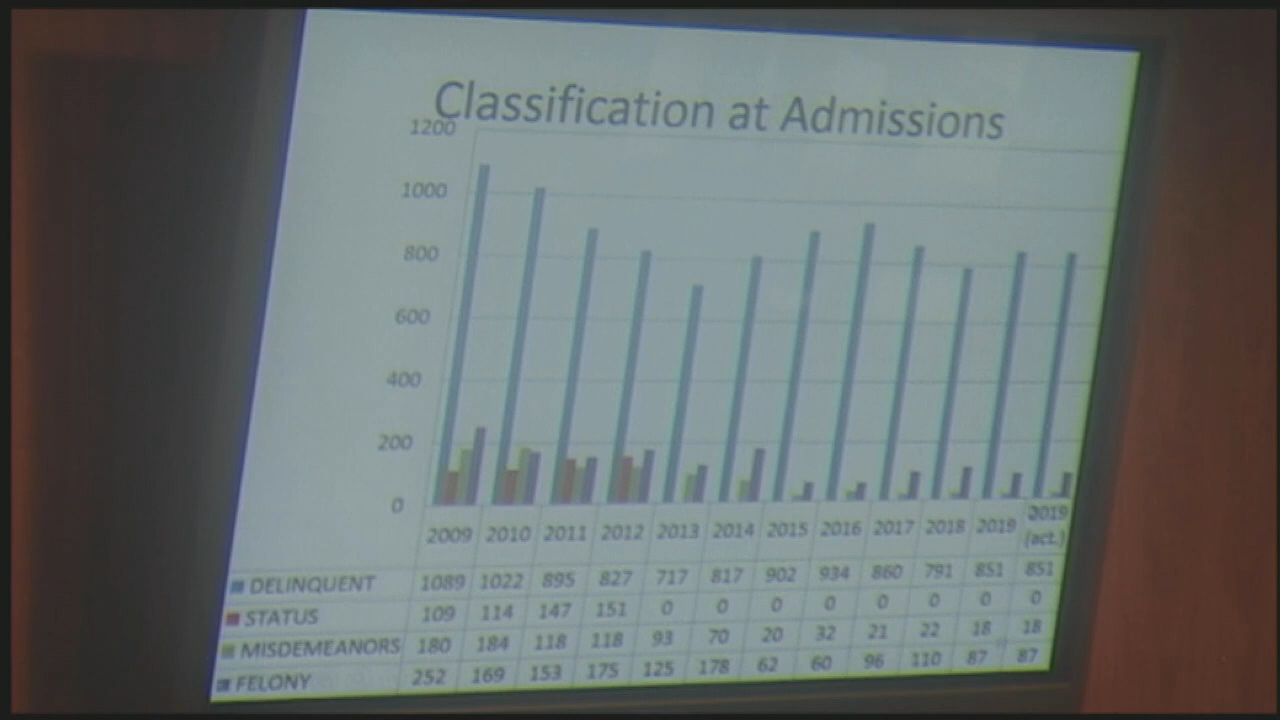 Classification at Admissions
1200
1000
800
600
400
200
0
2009 2010 2011 2012 2013 2014 2015 2016 2017 2018 2019 2019 (act.)
DELINQUENT 1089 1022 895 827 717 817 902 934 860 791 851 851
STATUS 109 114 147 151 0 0 0 0 0 0 0 0
MISDEMEANORS 180 184 118 118 93 70 20 32 21 22 18 18
FELONY 252 169 153 175 125 178 62 60 96 110 87 87